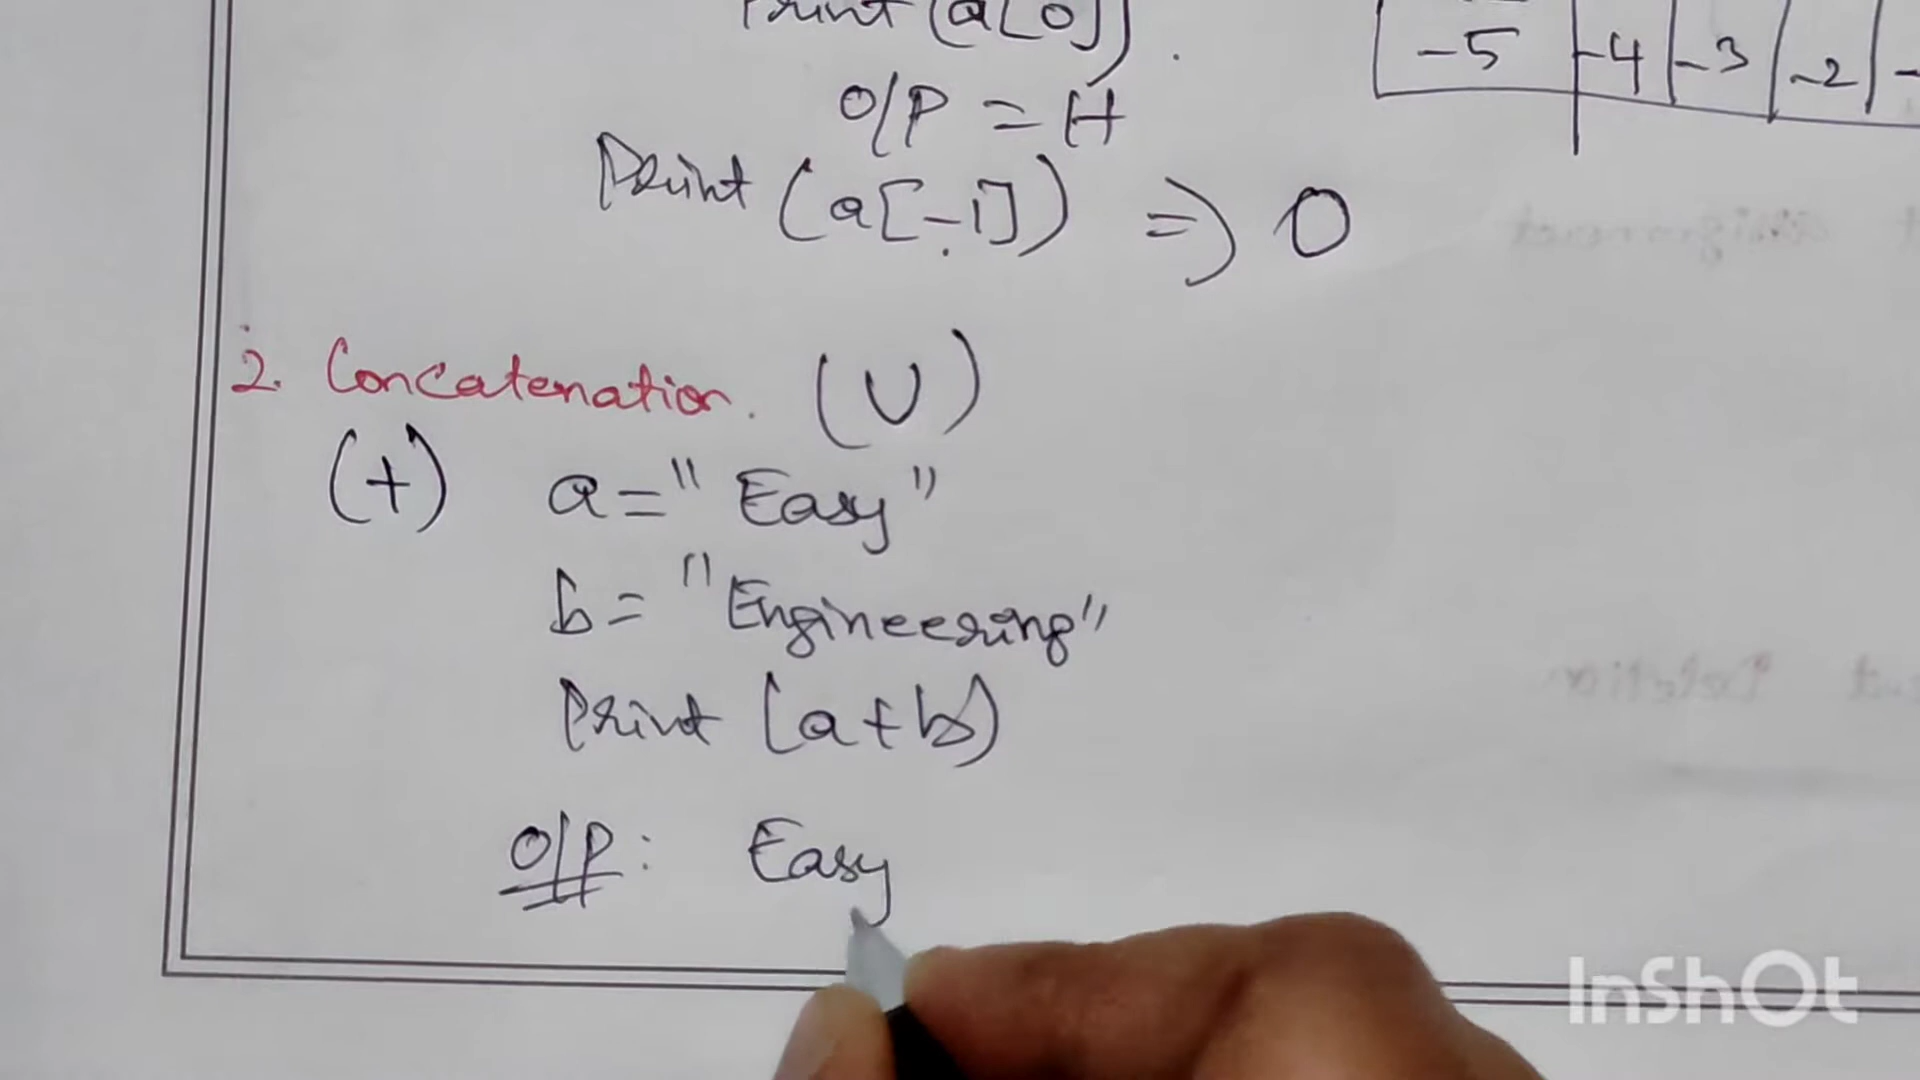 Print (a[0])
-5 -4 -3 -2 -
O/P = H
Print (a[-1]) => O
2. Concatenation. (U)
(+) a = "Easy"
b = "Engineering"
Print (a+b)
O/P: Easy
InShOt